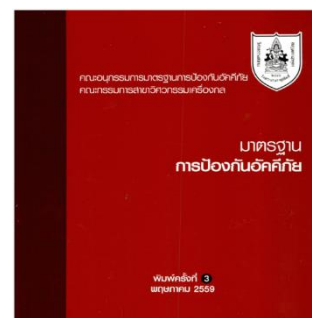 คณะอนุกรรมการมาตรฐานการป้องกันอัคคีภัย
คณะกรรมการสาขาวิศวกรรมเครื่องกล
มาตรฐาน
การป้องกันอัคคีภัย
พิมพ์ครั้งที่ 3
พฤษภาคม 2559